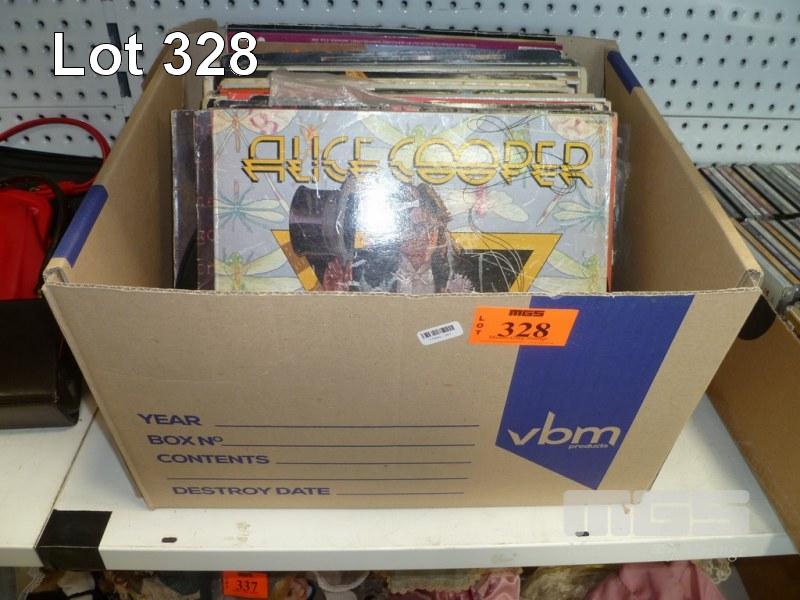 Lot 328
ALICE COOPER
MGS
LOT
328
YEAR
BOX Nº
CONTENTS
DESTROY DATE
vbm
products
MGS
337